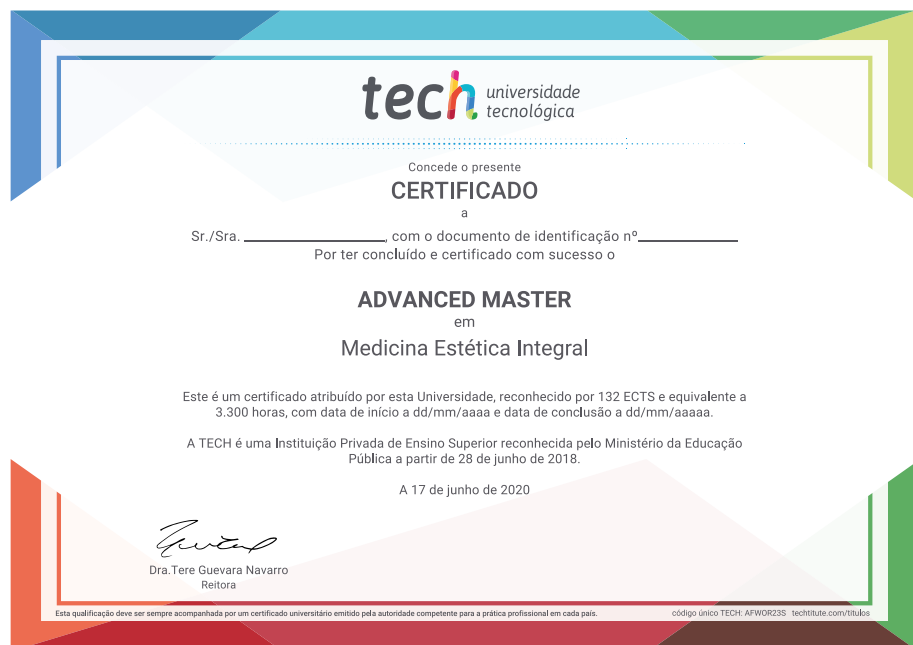 tech universidade
tecnológica
Concede o presente
CERTIFICADO
a
Sr./Sra. ________________, com o documento de identificação nº____________
Por ter concluído e certificado com sucesso o
ADVANCED MASTER
em
Medicina Estética Integral
Este é um certificado atribuído por esta Universidade, reconhecido por 132 ECTS e equivalente a
3.300 horas, com data de início a dd/mm/aaaa e data de conclusão a dd/mm/aaaaa.
A TECH é uma Instituição Privada de Ensino Superior reconhecida pelo Ministério da Educação
Pública a partir de 28 de junho de 2018.
A 17 de junho de 2020
Dra.Tere Guevara Navarro
Reitora
Esta qualificação deve ser sempre acompanhada por um certificado universitário emitido pela autoridade competente para a prática profissional em cada país.
código único TECH: AFWOR23S techtitute.com/titulos